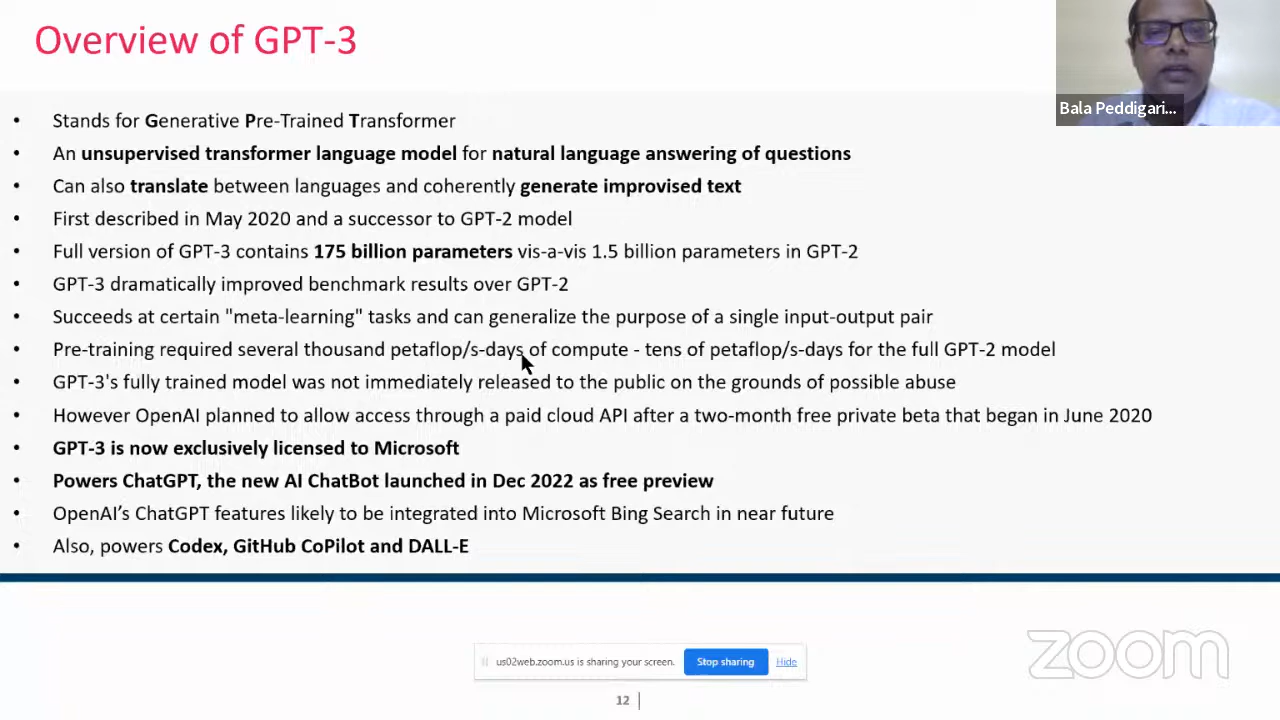 Overview of GPT-3
Bala Peddigari...
• Stands for Generative Pre-Trained Transformer
• An unsupervised transformer language model for natural language answering of questions
• Can also translate between languages and coherently generate improvised text
• First described in May 2020 and a successor to GPT-2 model
• Full version of GPT-3 contains 175 billion parameters vis-a-vis 1.5 billion parameters in GPT-2
• GPT-3 dramatically improved benchmark results over GPT-2
• Succeeds at certain "meta-learning" tasks and can generalize the purpose of a single input-output pair
• Pre-training required several thousand petaflop/s-days of compute - tens of petaflop/s-days for the full GPT-2 model
• GPT-3's fully trained model was not immediately released to the public on the grounds of possible abuse
• However OpenAI planned to allow access through a paid cloud API after a two-month free private beta that began in June 2020
• GPT-3 is now exclusively licensed to Microsoft
• Powers ChatGPT, the new AI ChatBot launched in Dec 2022 as free preview
• OpenAI’s ChatGPT features likely to be integrated into Microsoft Bing Search in near future
• Also, powers Codex, GitHub CoPilot and DALL-E
zoom
us02web.zoom.us is sharing your screen. Stop sharing Hide
12